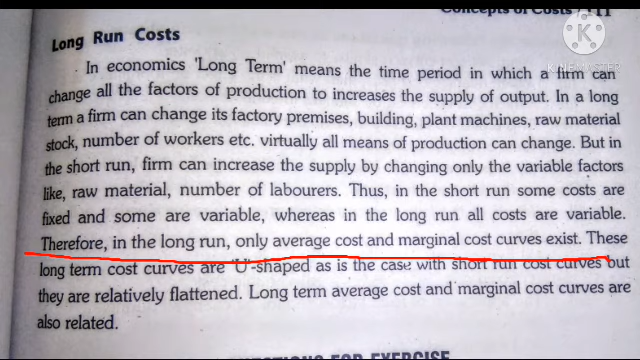 Concepts of Costs
KINEMASTER
Long Run Costs
In economics 'Long Term' means the time period in which a firm can
change all the factors of production to increases the supply of output. In a long
term a firm can change its factory premises, building, plant machines, raw material
stock, number of workers etc. virtually all means of production can change. But in
the short run, firm can increase the supply by changing only the variable factors
like, raw material, number of labourers. Thus, in the short run some costs are
fixed and some are variable, whereas in the long run all costs are variable.
Therefore, in the long run, only average cost and marginal cost curves exist. These
long term cost curves are 'U'-shaped as is the case with short run cost curves but
they are relatively flattened. Long term average cost and marginal cost curves are
also related.
QUESTIONS FOR EXERCISE